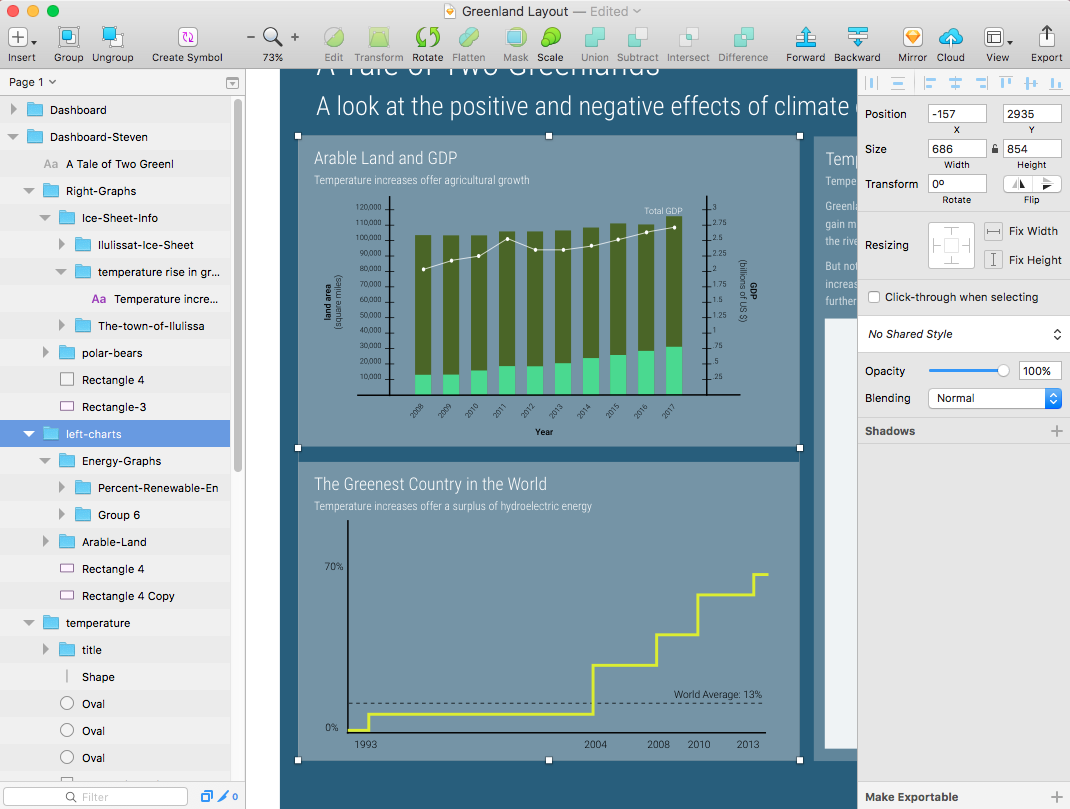 Greenland Layout — Edited
Insert Group Ungroup Create Symbol 73% Edit Transform Rotate Flatten Mask Scale Union Subtract Intersect Difference Forward Backward Mirror Cloud View Export
Page 1
Dashboard
Dashboard-Steven
Aa A Tale of Two Greenl
Right-Graphs
Ice-Sheet-Info
Ilulissat-Ice-Sheet
temperature rise in gr...
Aa Temperature incre...
The-town-of-Ilulissa
polar-bears
Rectangle 4
Rectangle-3
left-charts
Energy-Graphs
Percent-Renewable-En
Group 6
Arable-Land
Rectangle 4
Rectangle 4 Copy
temperature
title
Shape
Oval
Oval
Oval
Filter
0
A Tale of Two Greenlands
A look at the positive and negative effects of climate
Arable Land and GDP
Temperature increases offer agricultural growth
120,000
110,000
100,000
90,000
80,000
70,000
60,000
50,000
40,000
30,000
20,000
10,000
land area
(square miles)
Total GDP
3
2.75
2.5
2.25
2
1.75
1.5
1.25
1
.75
.5
.25
GDP
(billions of US $)
2008 2009 2010 2011 2012 2013 2014 2015 2016 2017
Year
The Greenest Country in the World
Temperature increases offer a surplus of hydroelectric energy
70%
World Average: 13%
0%
1993 2004 2008 2010 2013
Temp
Tempe
Greenla
gain m
the rive
But not
increas
further
Position -157 2935
X Y
Size 686 854
Width Height
Transform 0º
Rotate Flip
Resizing Fix Width
Fix Height
Click-through when selecting
No Shared Style
Opacity 100%
Blending Normal
Shadows
Make Exportable